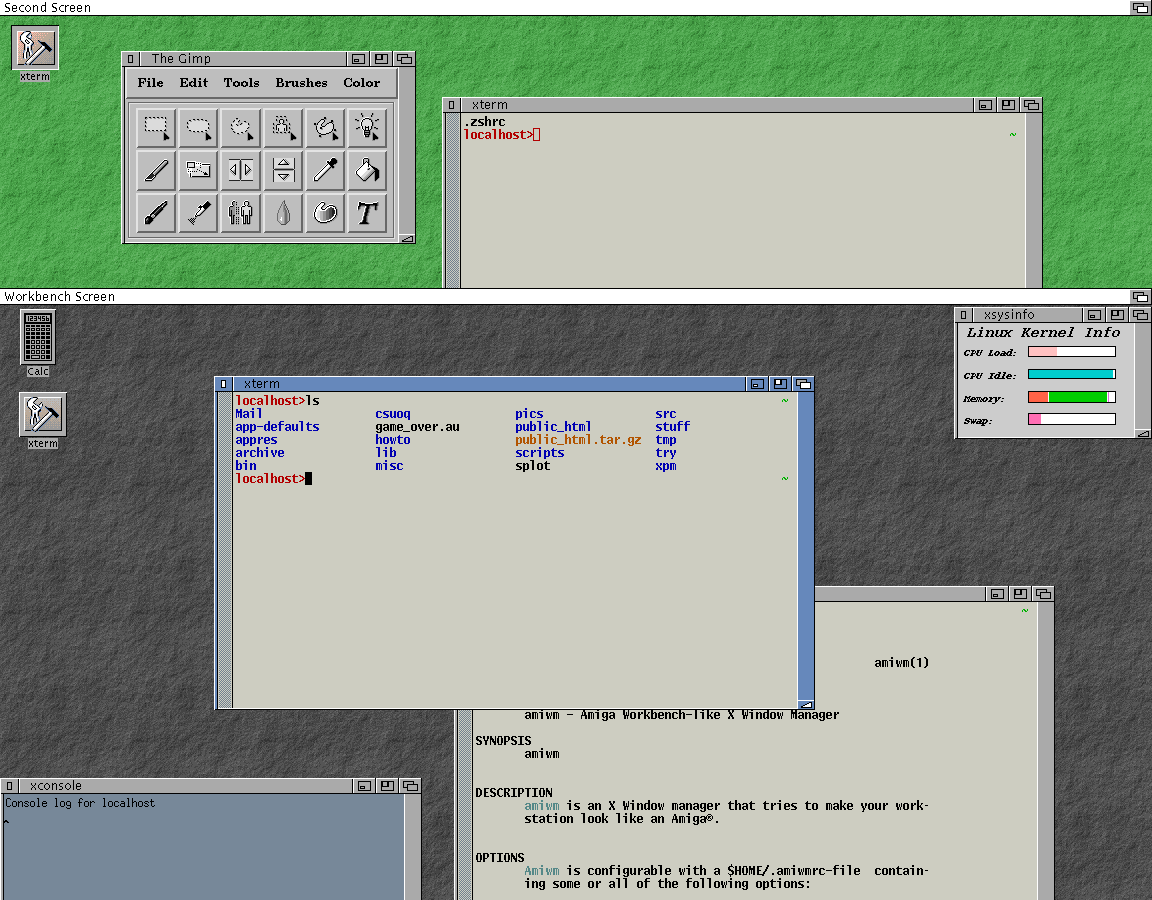 Second Screen
xterm
The Gimp
File Edit Tools Brushes Color
T
xterm
.zshrc
localhost> ~
Workbench Screen
123456
Calc
xterm
xsysinfo
Linux Kernel Info
CPU Load:
CPU Idle:
Memory:
Swap:
xterm
localhost>ls ~
Mail csuoq pics src
app-defaults game_over.au public_html stuff
appres howto public_html.tar.gz tmp
archive lib scripts try
bin misc splot xpm
localhost> ~
~
amiwm(1)
amiwm - Amiga Workbench-like X Window Manager
SYNOPSIS
amiwm
DESCRIPTION
amiwm is an X Window manager that tries to make your work-
station look like an Amiga®.
OPTIONS
Amiwm is configurable with a $HOME/.amiwmrc-file contain-
ing some or all of the following options:
xconsole
Console log for localhost
^